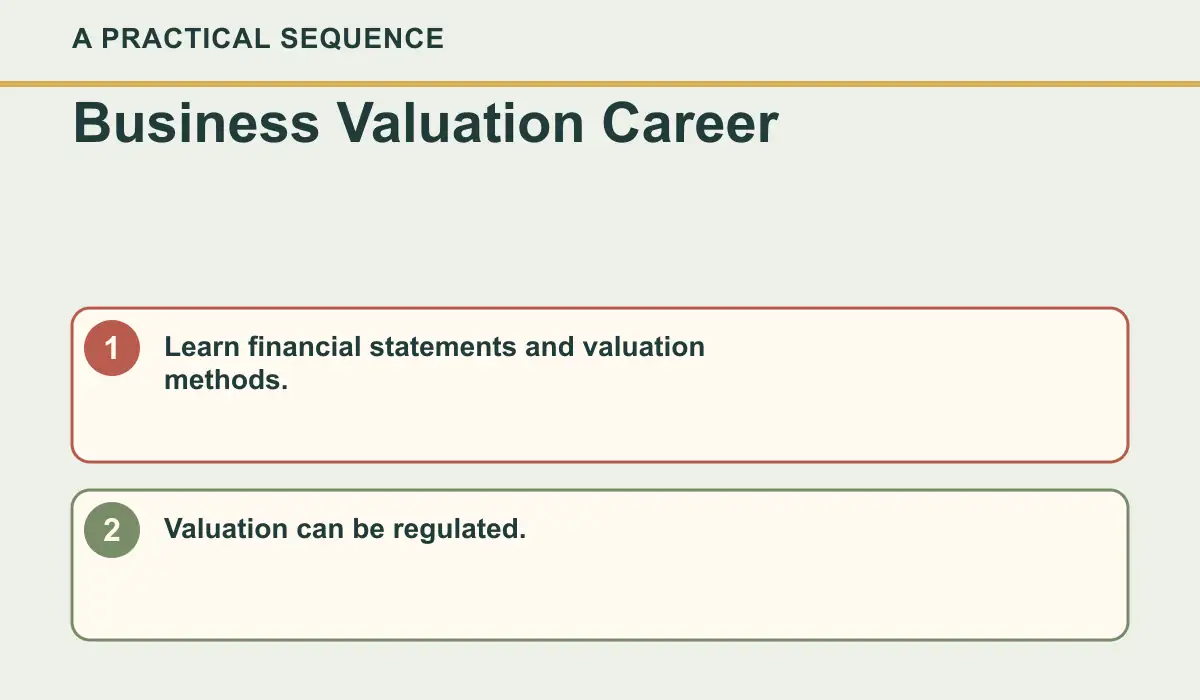 A PRACTICAL SEQUENCE
Business Valuation Career
1
Learn financial statements and valuation
methods.
2
Valuation can be regulated.